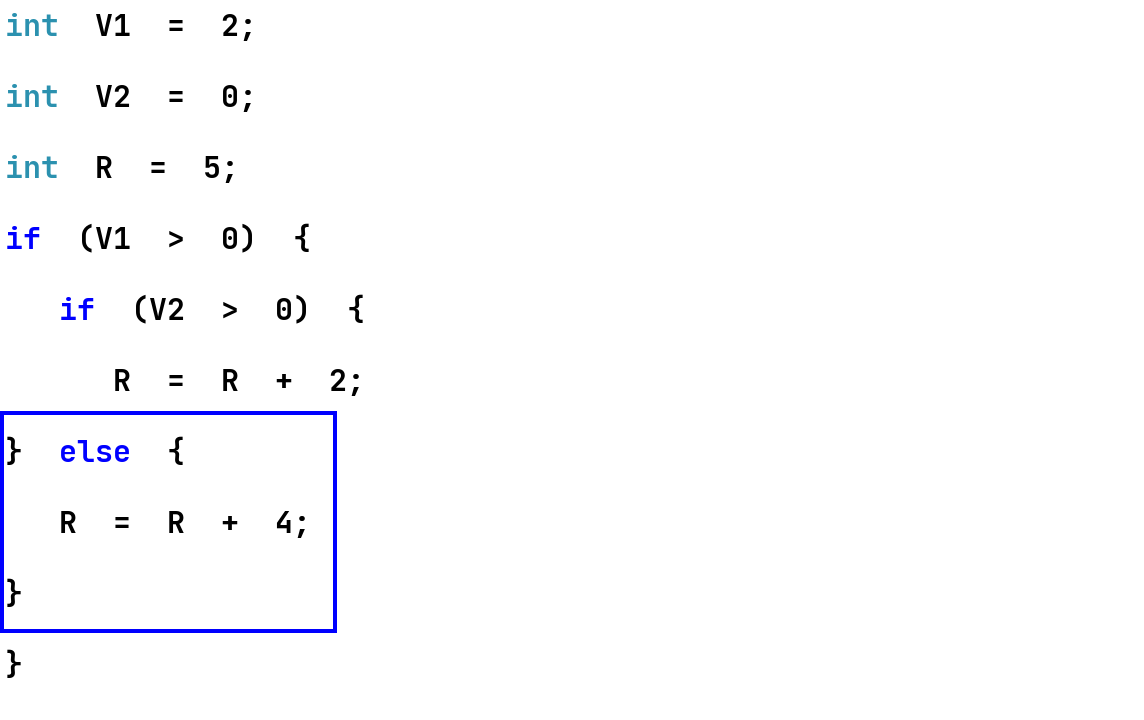 int V1 = 2;
int V2 = 0;
int R = 5;
if (V1 > 0) {
   if (V2 > 0) {
      R = R + 2;
} else {
   R = R + 4;
}
}